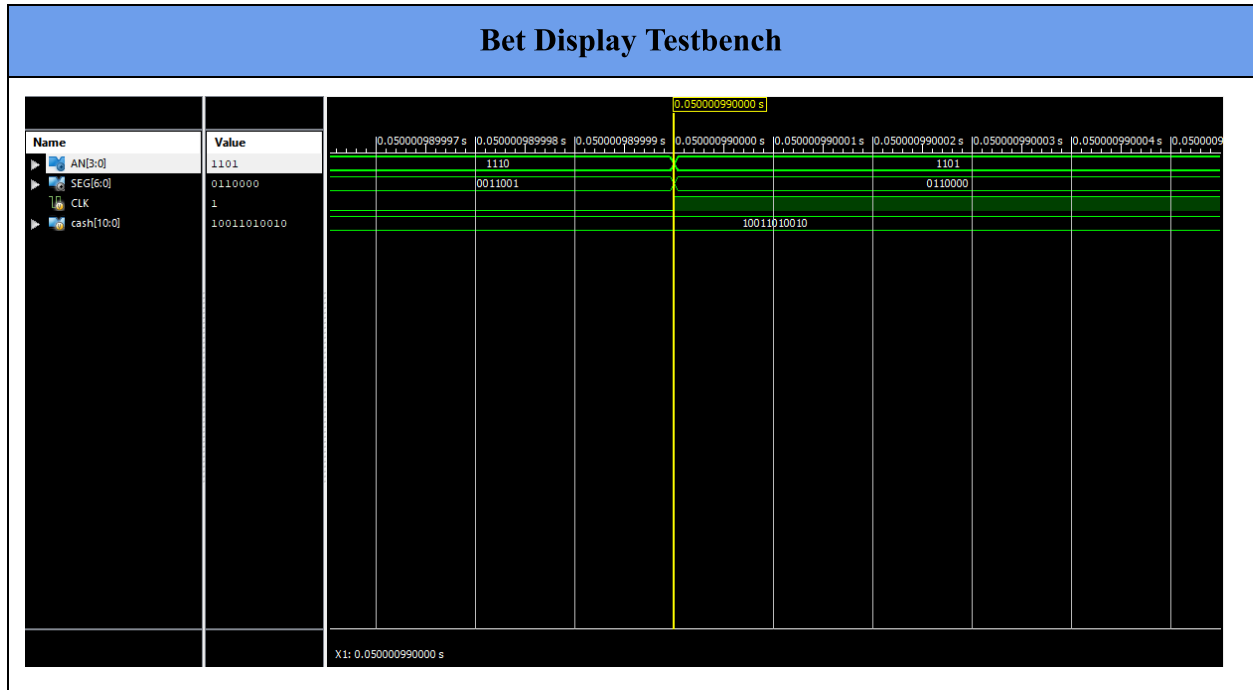 Bet Display Testbench
0.050000990000 s
Name Value 0.050000989997 s 0.050000989998 s 0.050000989999 s 0.050000990000 s 0.050000990001 s 0.050000990002 s 0.050000990003 s 0.050000990004 s 0.0500009
AN[3:0] 1101 1110 1101
SEG[6:0] 0110000 0011001 0110000
CLK 1
cash[10:0] 10011010010 10011010010
X1: 0.050000990000 s